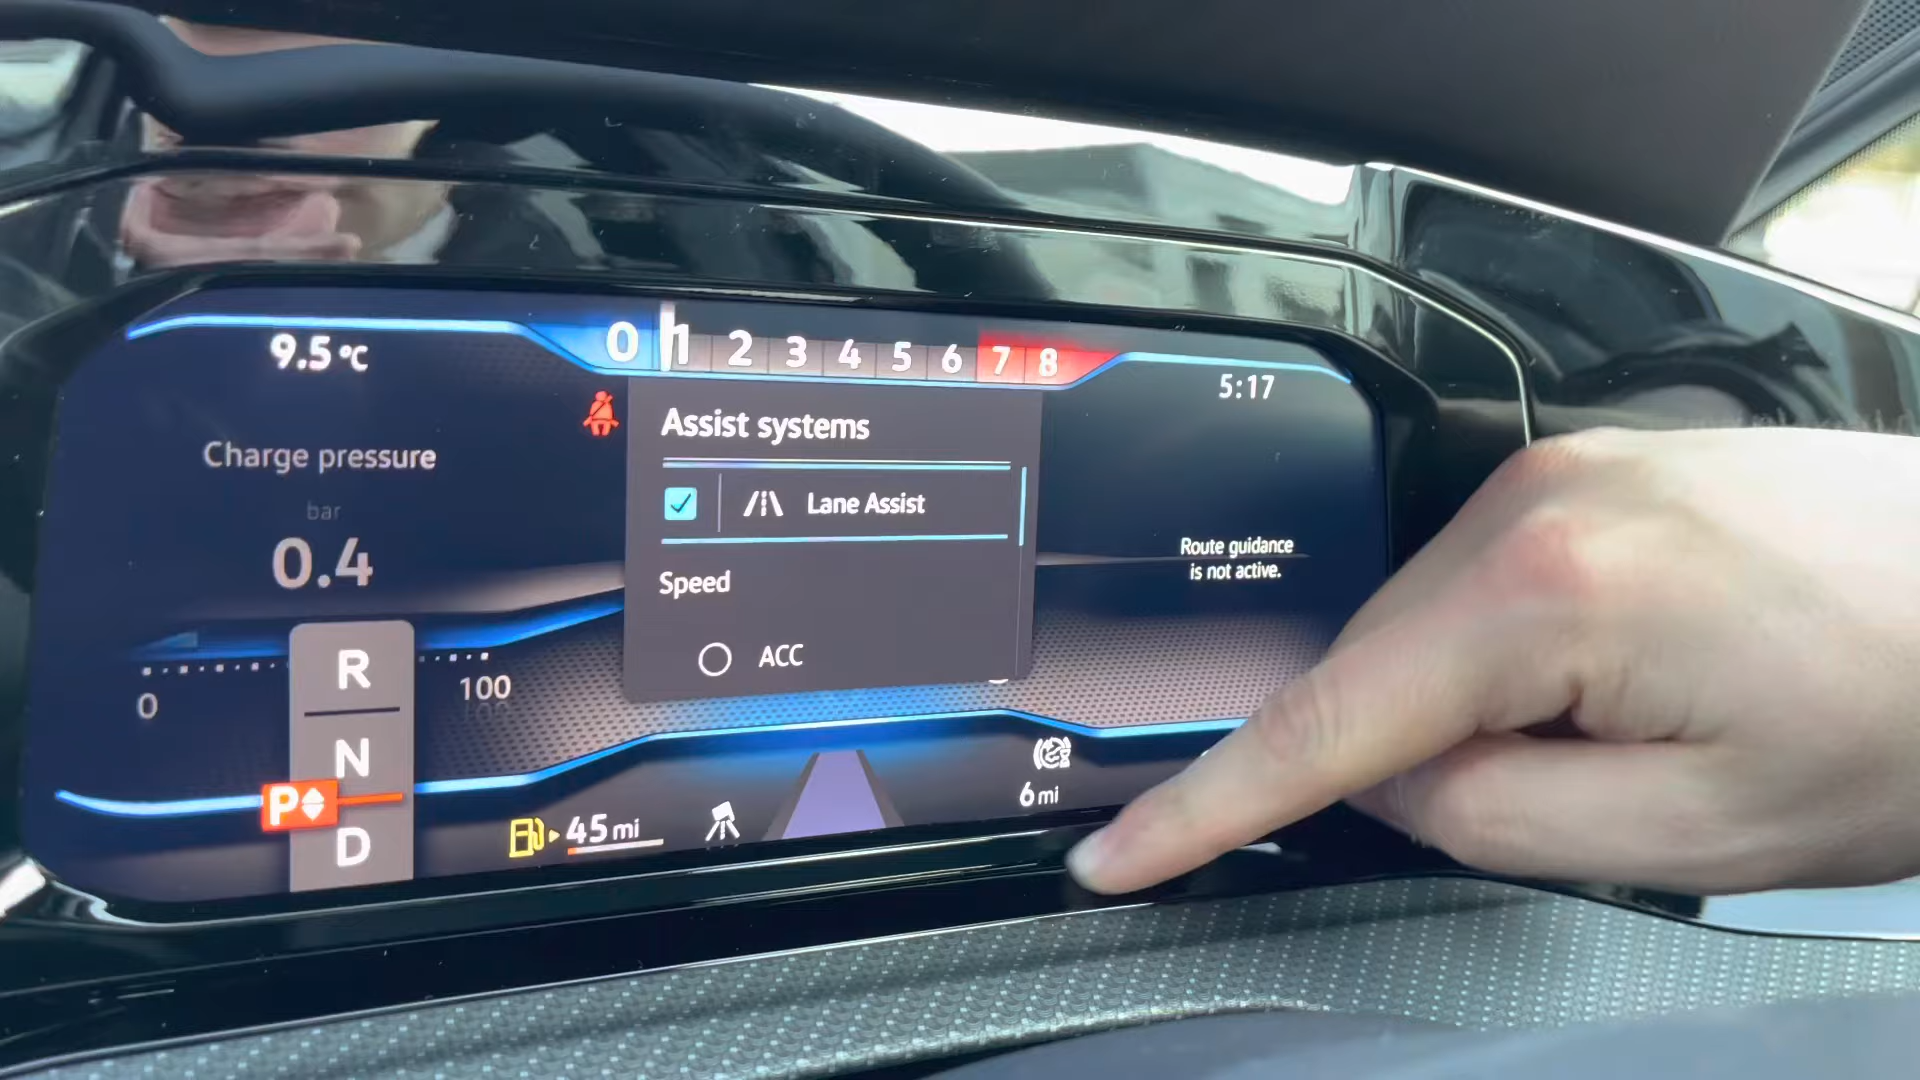 9.5 °C
0 1 2 3 4 5 6 7 8
5:17
Assist systems
Lane Assist
Speed
ACC
Charge pressure
bar
0.4
0
100
R
N
P
D
Route guidance
is not active.
45 mi
6 mi